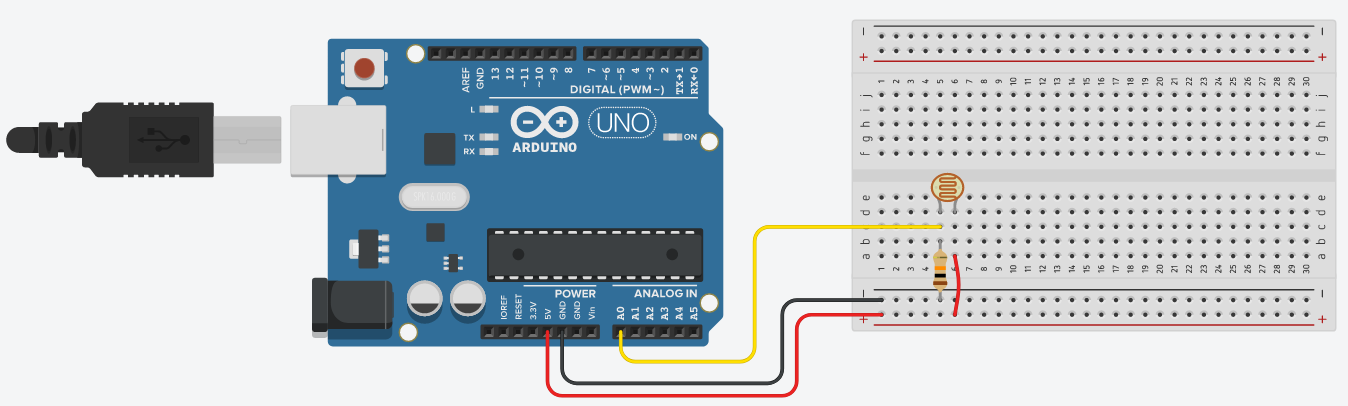 AREF
GND
13
12
~11
~10
~9
8
7
~6
~5
4
~3
2
TX→1
RX←0
DIGITAL (PWM~)
L
TX
RX
UNO
ON
ARDUINO
POWER
ANALOG IN
IOREF
RESET
3.3V
5V
GND
GND
Vin
A0
A1
A2
A3
A4
A5
− −
+ +
1 2 3 4 5 6 7 8 9 10 11 12 13 14 15 16 17 18 19 20 21 22 23 24 25 26 27 28 29 30
j j
i i
h h
g g
f f
e e
d d
c c
b b
a a
1 2 3 4 5 6 7 8 9 10 11 12 13 14 15 16 17 18 19 20 21 22 23 24 25 26 27 28 29 30
− −
+ +